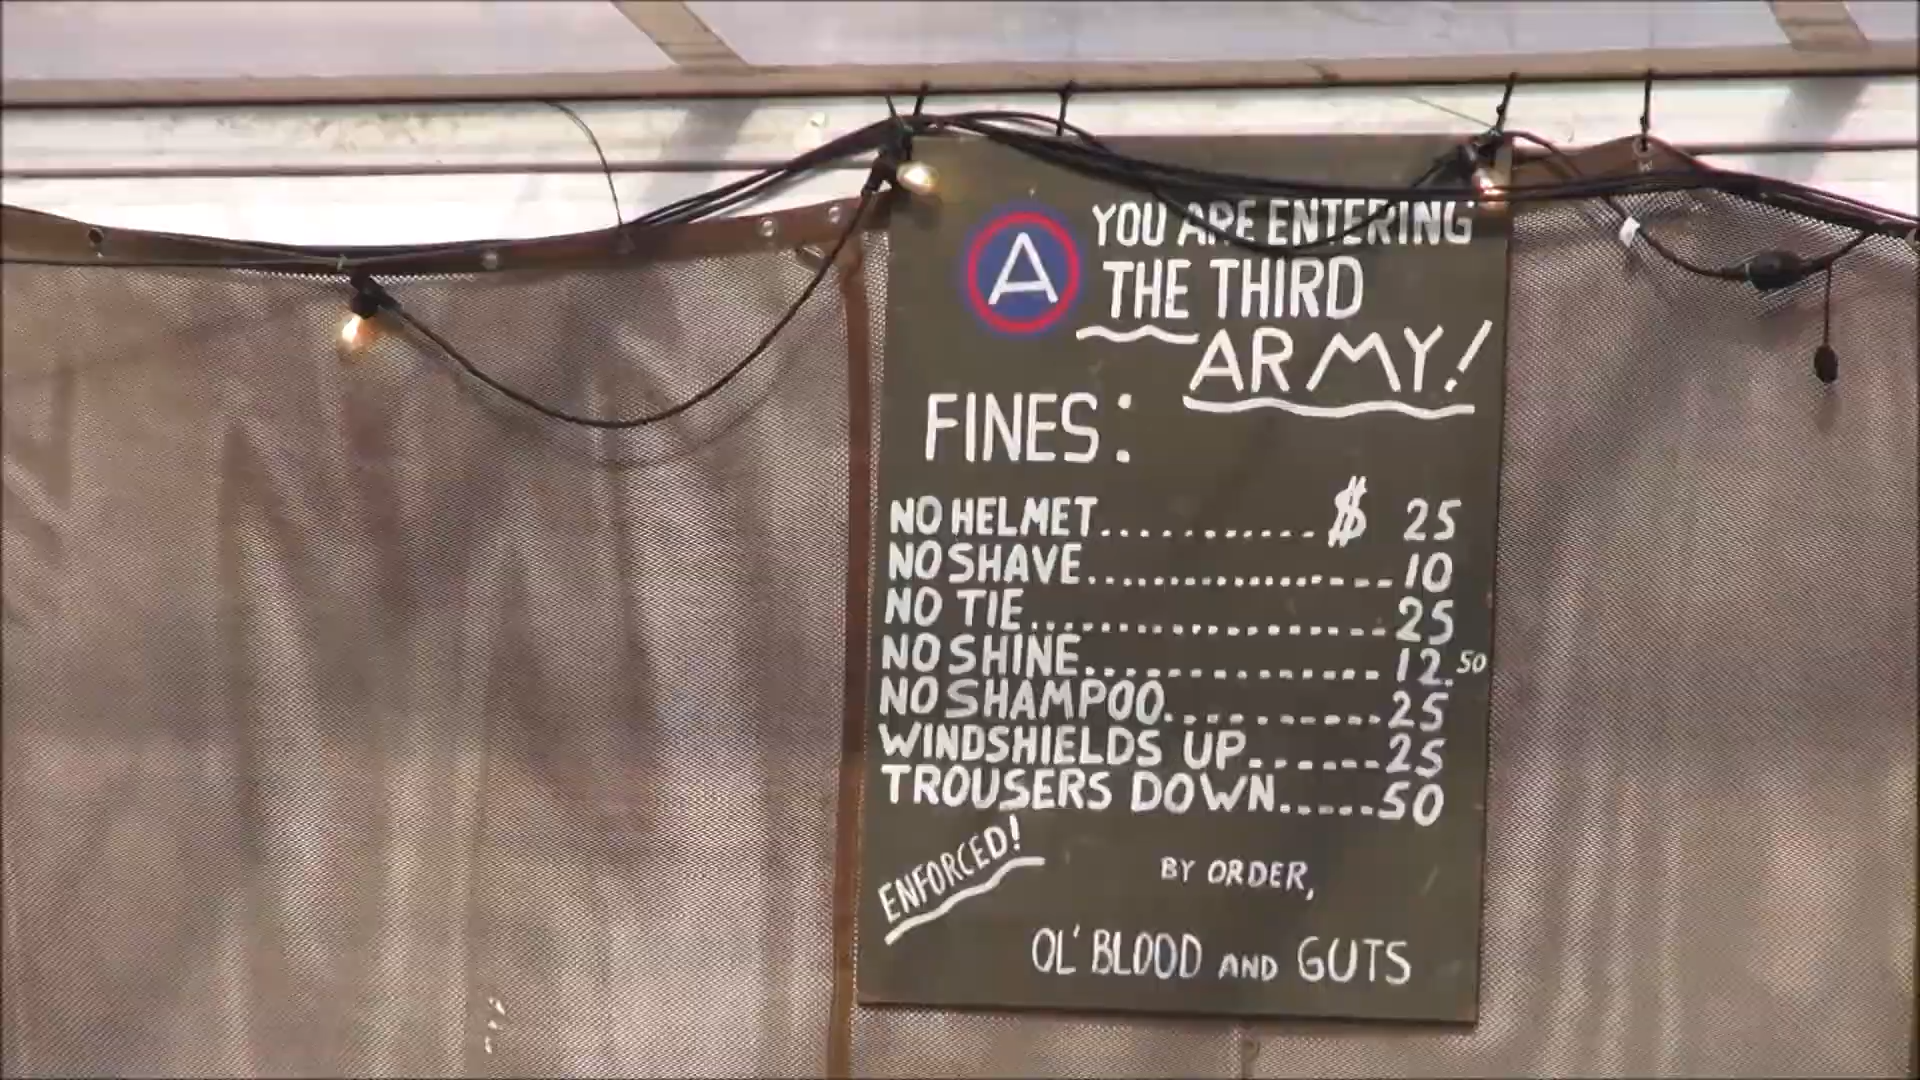 A
YOU ARE ENTERING
THE THIRD
ARMY!
FINES:
NO HELMET........... $ 25
NO SHAVE................. 10
NO TIE.................... 25
NO SHINE................. 12.50
NO SHAMPOO............ 25
WINDSHIELDS UP....... 25
TROUSERS DOWN..... 50
ENFORCED!
BY ORDER,
OL' BLOOD AND GUTS